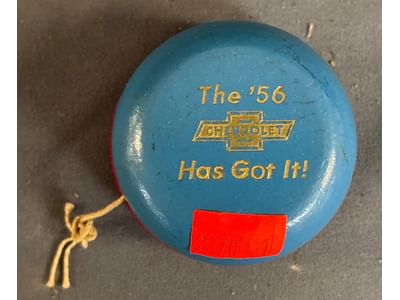 The '56
CHEVROLET
Has Got It!